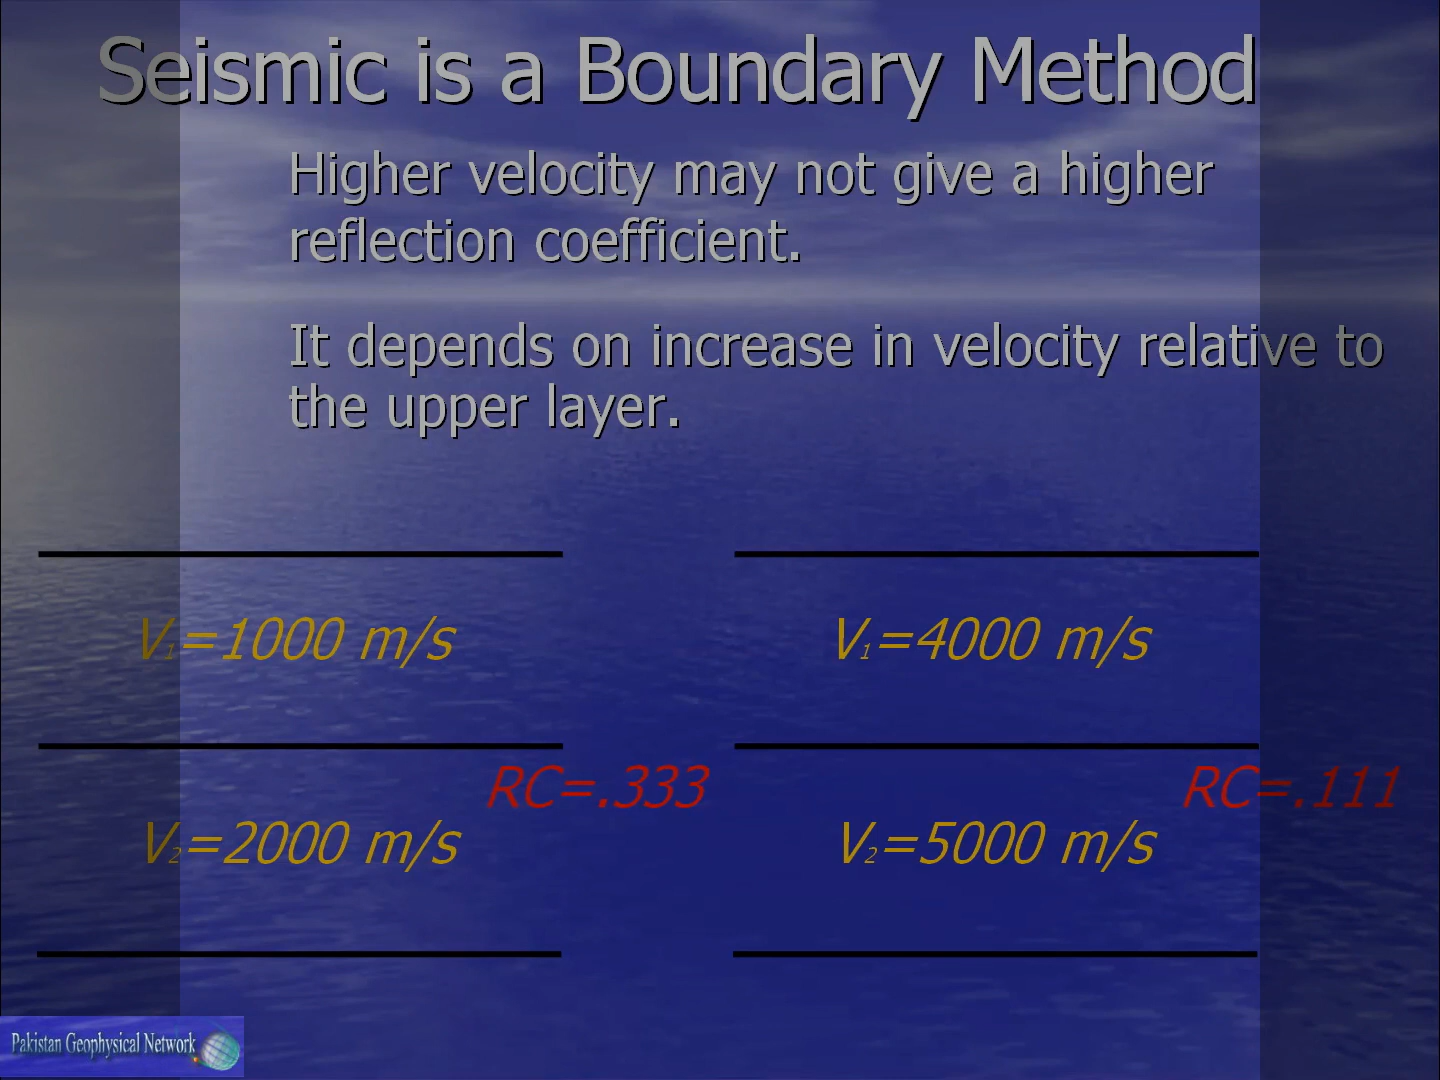 Seismic is a Boundary Method
Higher velocity may not give a higher
reflection coefficient.
It depends on increase in velocity relative to
the upper layer.
V₁=1000 m/s
RC=.333
V₂=2000 m/s
V₁=4000 m/s
RC=.111
V₂=5000 m/s
Pakistan Geophysical Network